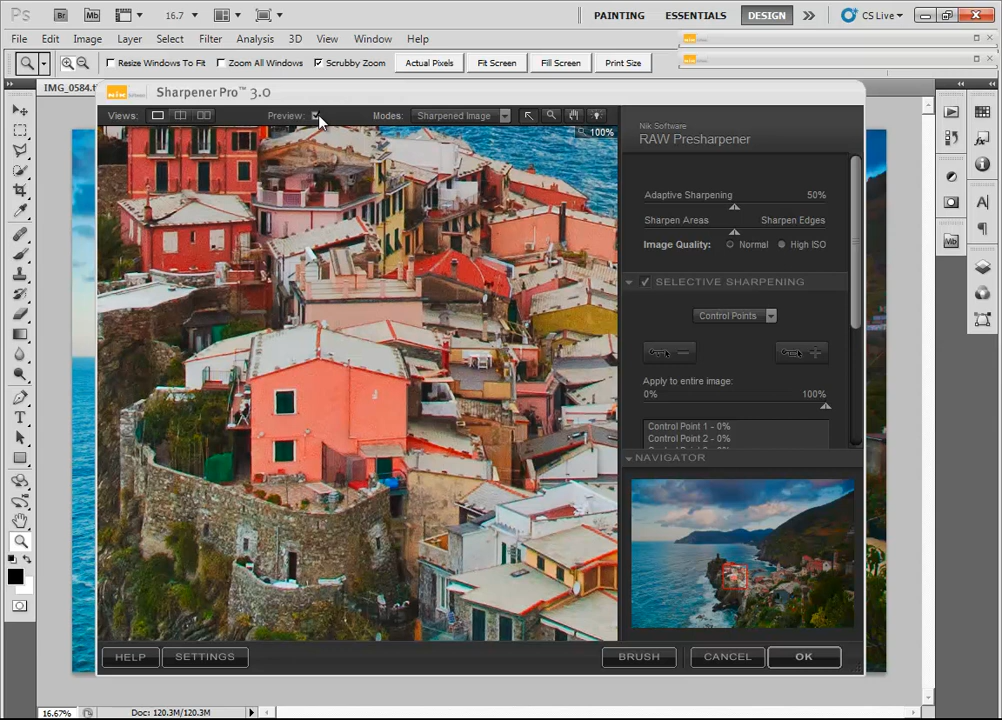 Ps Br Mb 16.7 PAINTING ESSENTIALS DESIGN CS Live
File Edit Image Layer Select Filter Analysis 3D View Window Help
Resize Windows To Fit Zoom All Windows Scrubby Zoom Actual Pixels Fit Screen Fill Screen Print Size
IMG_0584.t
SharpenerPro™ 3.0
Views: Preview: Modes: Sharpened Image
100%
Nik Software
RAW Presharpener
Adaptive Sharpening 50%
Sharpen Areas Sharpen Edges
Image Quality: Normal High ISO
SELECTIVE SHARPENING
Control Points
Apply to entire image:
0% 100%
Control Point 1 - 0%
Control Point 2 - 0%
NAVIGATOR
HELP SETTINGS BRUSH CANCEL OK
16.67% Doc: 120.3M/120.3M